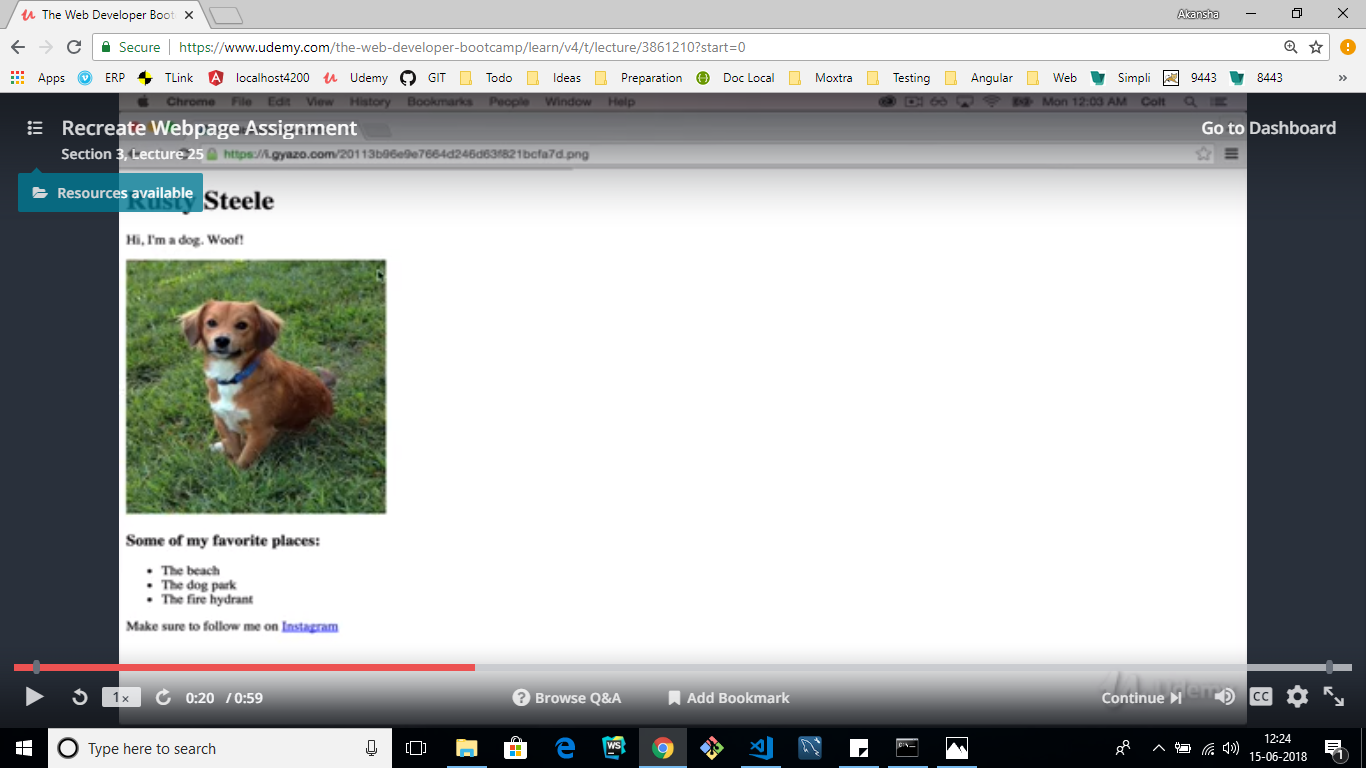 The Web Developer Boot
Akansha
Secure
https://www.udemy.com/the-web-developer-bootcamp/learn/v4/t/lecture/3861210?start=0
Apps ERP TLink localhost4200 Udemy GIT Todo Ideas Preparation Doc Local Moxtra Testing Angular Web Simpli 9443 8443 »
Chrome File Edit View History Bookmarks People Window Help Mon 12:03 AM Colt
Recreate Webpage Assignment
Go to Dashboard
Section 3, Lecture 25
https://i.gyazo.com/20113b96e9e7664d246d63f821bcfa7d.png
Resources available
Rusty Steele
Hi, I'm a dog. Woof!
Some of my favorite places:
• The beach
• The dog park
• The fire hydrant
Make sure to follow me on Instagram
1x 0:20 / 0:59 Browse Q&A Add Bookmark Continue CC
Type here to search
12:24
15-06-2018
1